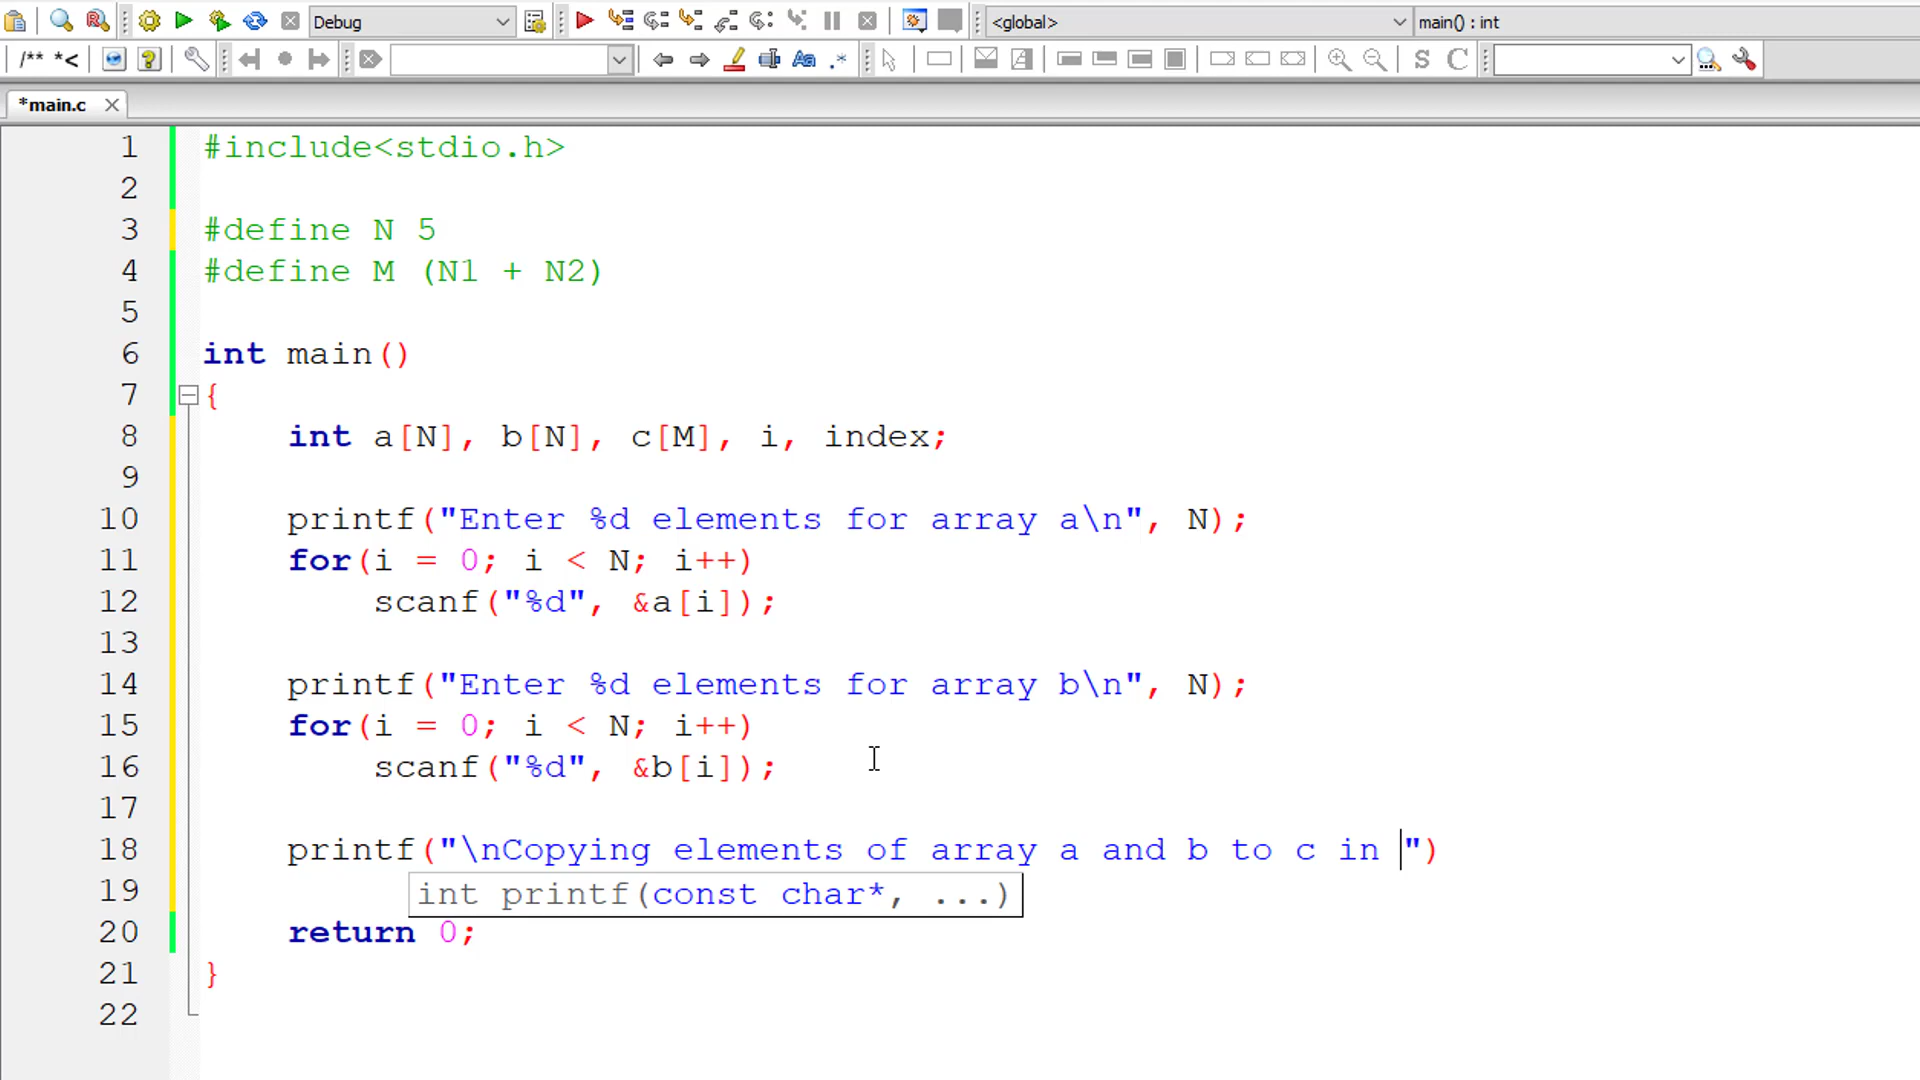 Debug
<global>
main() : int
/** *<
Aa
.*
S
C
*main.c
1 #include<stdio.h>
2
3 #define N 5
4 #define M (N1 + N2)
5
6 int main()
7 {
8 int a[N], b[N], c[M], i, index;
9
10 printf("Enter %d elements for array a\n", N);
11 for(i = 0; i < N; i++)
12 scanf("%d", &a[i]);
13
14 printf("Enter %d elements for array b\n", N);
15 for(i = 0; i < N; i++)
16 scanf("%d", &b[i]);
17
18 printf("\nCopying elements of array a and b to c in ")
19 int printf(const char*, ...)
20 return 0;
21 }
22